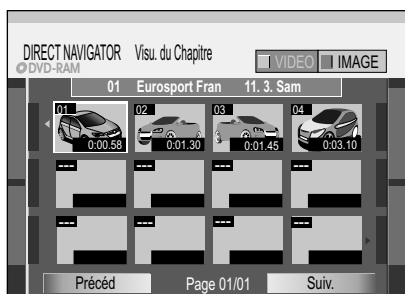 DIRECT NAVIGATOR Visu. du Chapitre
VIDEO IMAGE
DVD-RAM
01 Eurosport Fran 11. 3. Sam
01 02 03 04
0:00.58 0:01.30 0:01.45 0:03.10
--- --- --- ---
--- --- --- ---
Précéd Page 01/01 Suiv.